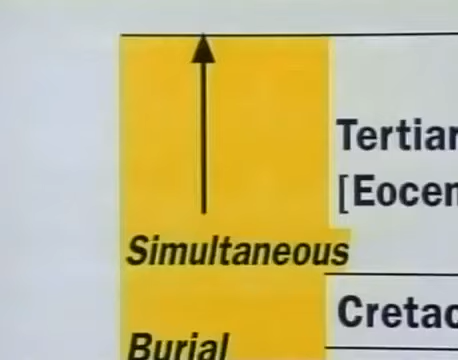 Tertiar
[Eocen
Simultaneous
Cretac
Burial